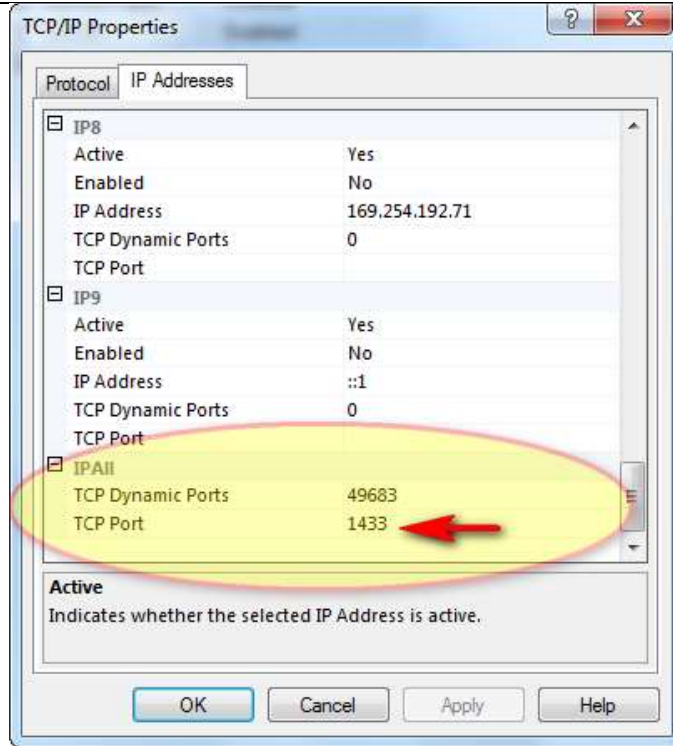 TCP/IP Properties
Enabled
Protocol IP Addresses
IP8
Active Yes
Enabled No
IP Address 169.254.192.71
TCP Dynamic Ports 0
TCP Port
IP9
Active Yes
Enabled No
IP Address ::1
TCP Dynamic Ports 0
TCP Port
IPAll
TCP Dynamic Ports 49683
TCP Port 1433
Active
Indicates whether the selected IP Address is active.
OK Cancel Apply Help